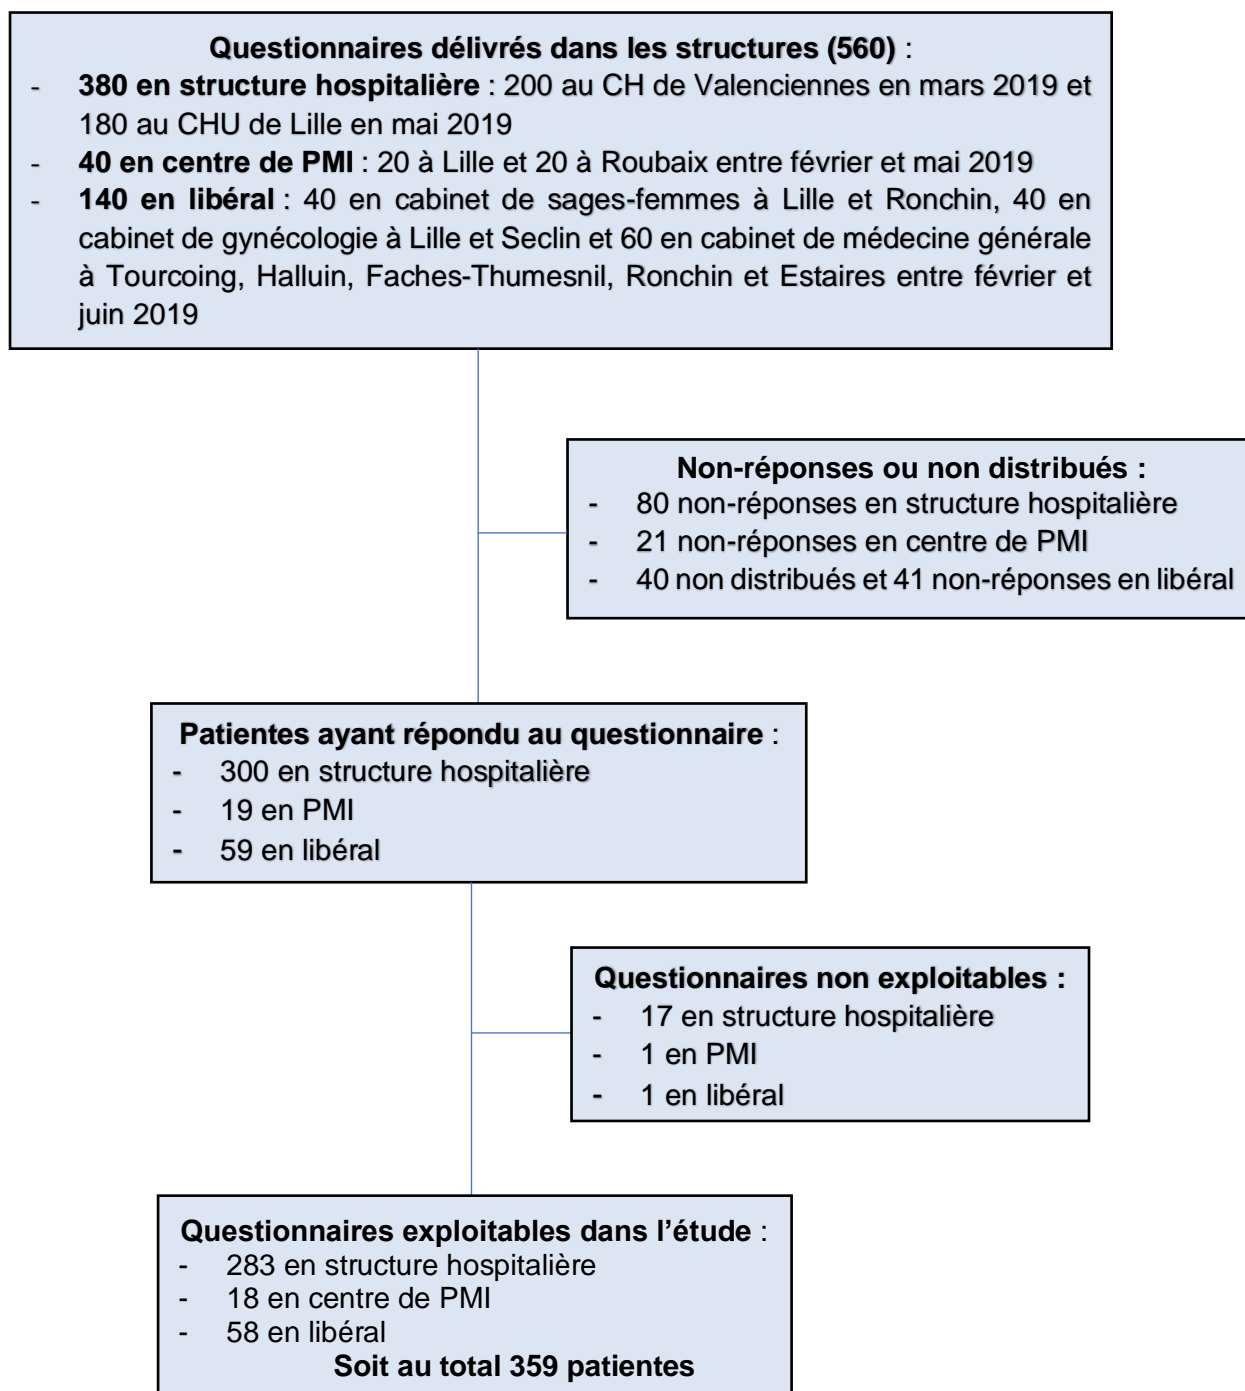 Questionnaires délivrés dans les structures (560) :
- 380 en structure hospitalière : 200 au CH de Valenciennes en mars 2019 et
180 au CHU de Lille en mai 2019
- 40 en centre de PMI : 20 à Lille et 20 à Roubaix entre février et mai 2019
- 140 en libéral : 40 en cabinet de sages-femmes à Lille et Ronchin, 40 en
cabinet de gynécologie à Lille et Seclin et 60 en cabinet de médecine générale
à Tourcoing, Halluin, Faches-Thumesnil, Ronchin et Estaires entre février et
juin 2019
Non-réponses ou non distribués :
- 80 non-réponses en structure hospitalière
- 21 non-réponses en centre de PMI
- 40 non distribués et 41 non-réponses en libéral
Patientes ayant répondu au questionnaire :
- 300 en structure hospitalière
- 19 en PMI
- 59 en libéral
Questionnaires non exploitables :
- 17 en structure hospitalière
- 1 en PMI
- 1 en libéral
Questionnaires exploitables dans l’étude :
- 283 en structure hospitalière
- 18 en centre de PMI
- 58 en libéral
Soit au total 359 patientes